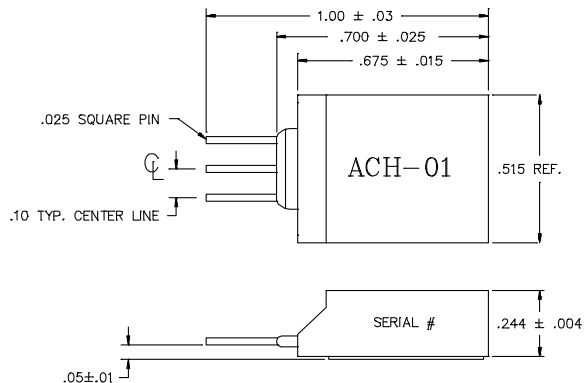 1.00 ± .03
.700 ± .025
.675 ± .015
.025 SQUARE PIN
ACH-01
.515 REF.
.10 TYP. CENTER LINE
SERIAL #
.244 ± .004
.05±.01